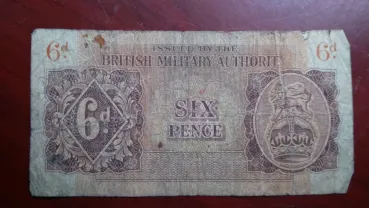 6d. ISSUED BY THE 6d.
BRITISH MILITARY AUTHORITY
6d.
SIX
PENCE